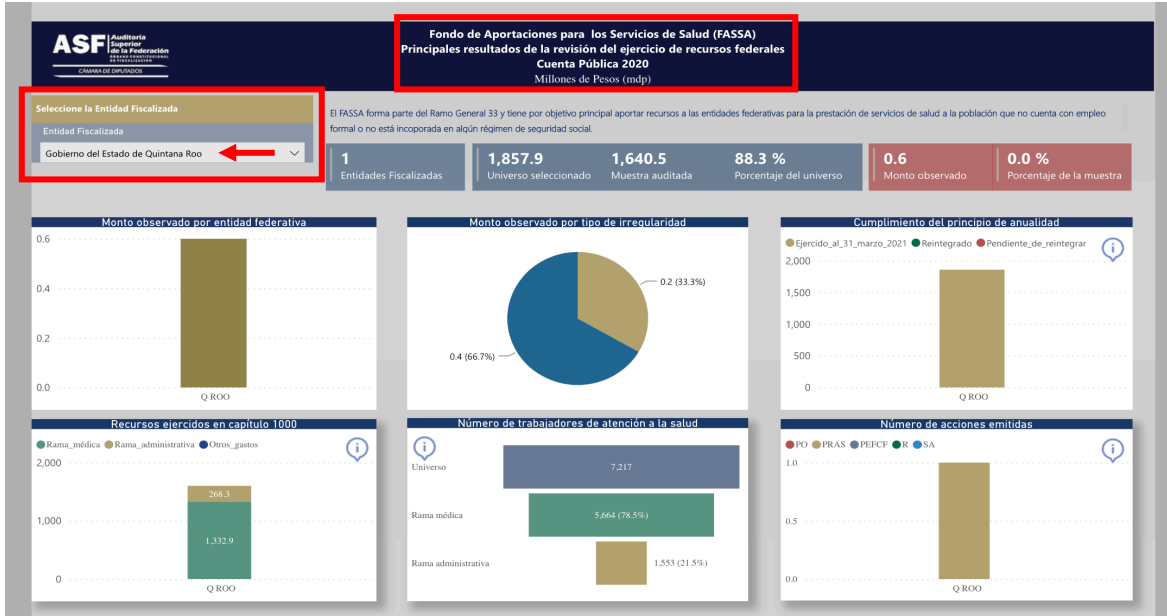 ASF
Auditoría
Superior
de la Federación
ÓRGANO CONSTITUCIONAL
DE FISCALIZACIÓN
CÁMARA DE DIPUTADOS
Fondo de Aportaciones para los Servicios de Salud (FASSA)
Principales resultados de la revisión del ejercicio de recursos federales
Cuenta Pública 2020
Millones de Pesos (mdp)
Seleccione la Entidad Fiscalizada
Entidad Fiscalizada
Gobierno del Estado de Quintana Roo
El FASSA forma parte del Ramo General 33 y tiene por objetivo principal aportar recursos a las entidades federativas para la prestación de servicios de salud a la población que no cuenta con empleo
formal o no está incoporada en algún régimen de seguridad social.
1
Entidades Fiscalizadas
1,857.9
Universo seleccionado
1,640.5
Muestra auditada
88.3 %
Porcentaje del universo
0.6
Monto observado
0.0 %
Porcentaje de la muestra
Monto observado por entidad federativa
0.6
0.4
0.2
0.0
Q ROO
Monto observado por tipo de irregularidad
0.2 (33.3%)
0.4 (66.7%)
Cumplimiento del principio de anualidad
Ejercido_al_31_marzo_2021 Reintegrado Pendiente_de_reintegrar
i
2,000
1,500
1,000
500
0
Q ROO
Recursos ejercidos en capítulo 1000
Rama_médica Rama_administrativa Otros_gastos
i
2,000
1,000
0
268.3
1,332.9
Q ROO
Número de trabajadores de atención a la salud
i
Universo
7,217
Rama médica
5,664 (78.5%)
Rama administrativa
1,553 (21.5%)
Número de acciones emitidas
PO PRAS PEFCF R SA
i
1.0
0.5
0.0
Q ROO